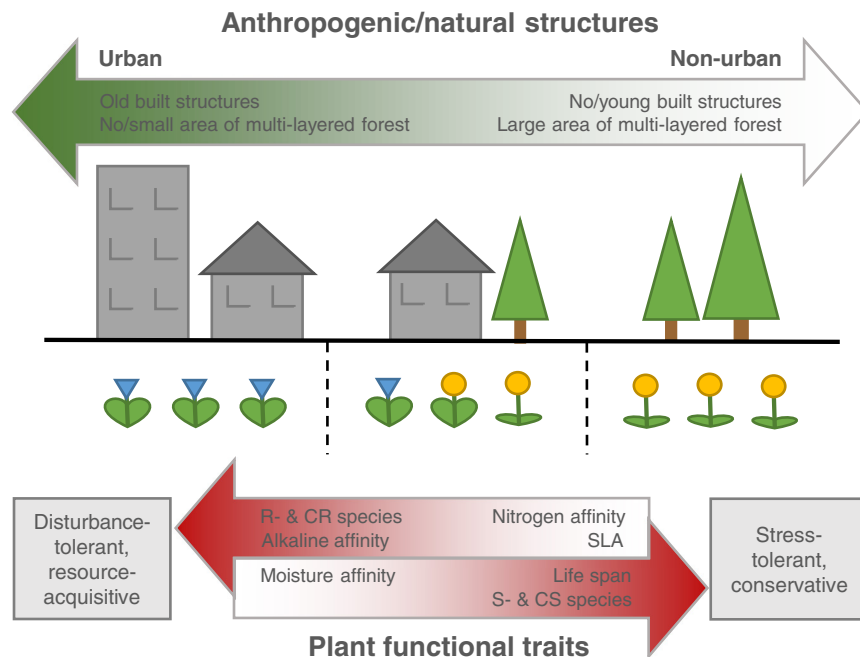 Anthropogenic/natural structures
Urban
Non-urban
Old built structures
No/small area of multi-layered forest
No/young built structures
Large area of multi-layered forest
Disturbance-
tolerant,
resource-
acquisitive
R- & CR species
Alkaline affinity
Nitrogen affinity
SLA
Moisture affinity
Life span
S- & CS species
Stress-
tolerant,
conservative
Plant functional traits